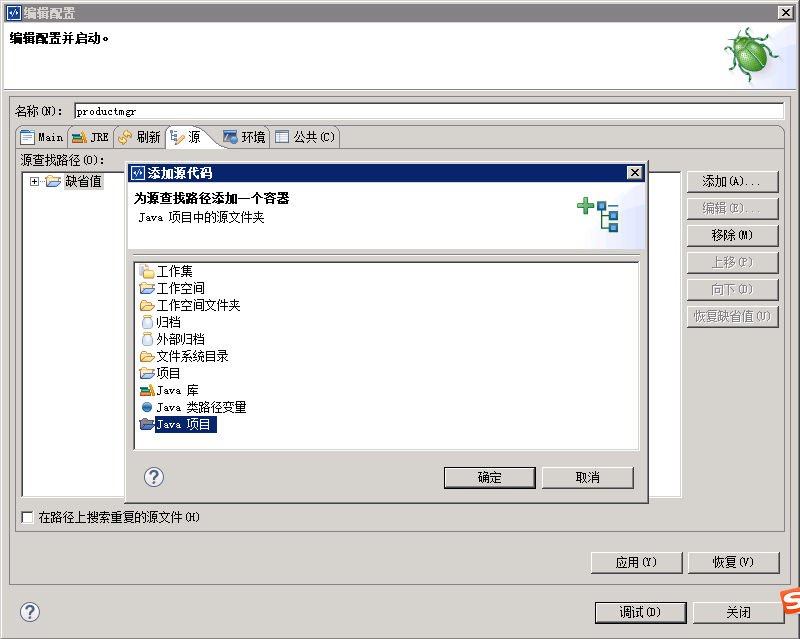 编辑配置
编辑配置并启动。
名称(N)： productmgr
Main JRE 刷新 源 环境 公共(C)
源查找路径(O)：
缺省值
添加源代码
为源查找路径添加一个容器
Java 项目中的源文件夹
工作集
工作空间
工作空间文件夹
归档
外部归档
文件系统目录
项目
Java 库
Java 类路径变量
Java 项目
确定 取消
添加(A)...
编辑(E)...
移除(M)
上移(P)
向下(D)
恢复缺省值(U)
在路径上搜索重复的源文件(H)
应用(Y) 恢复(V)
调试(D) 关闭